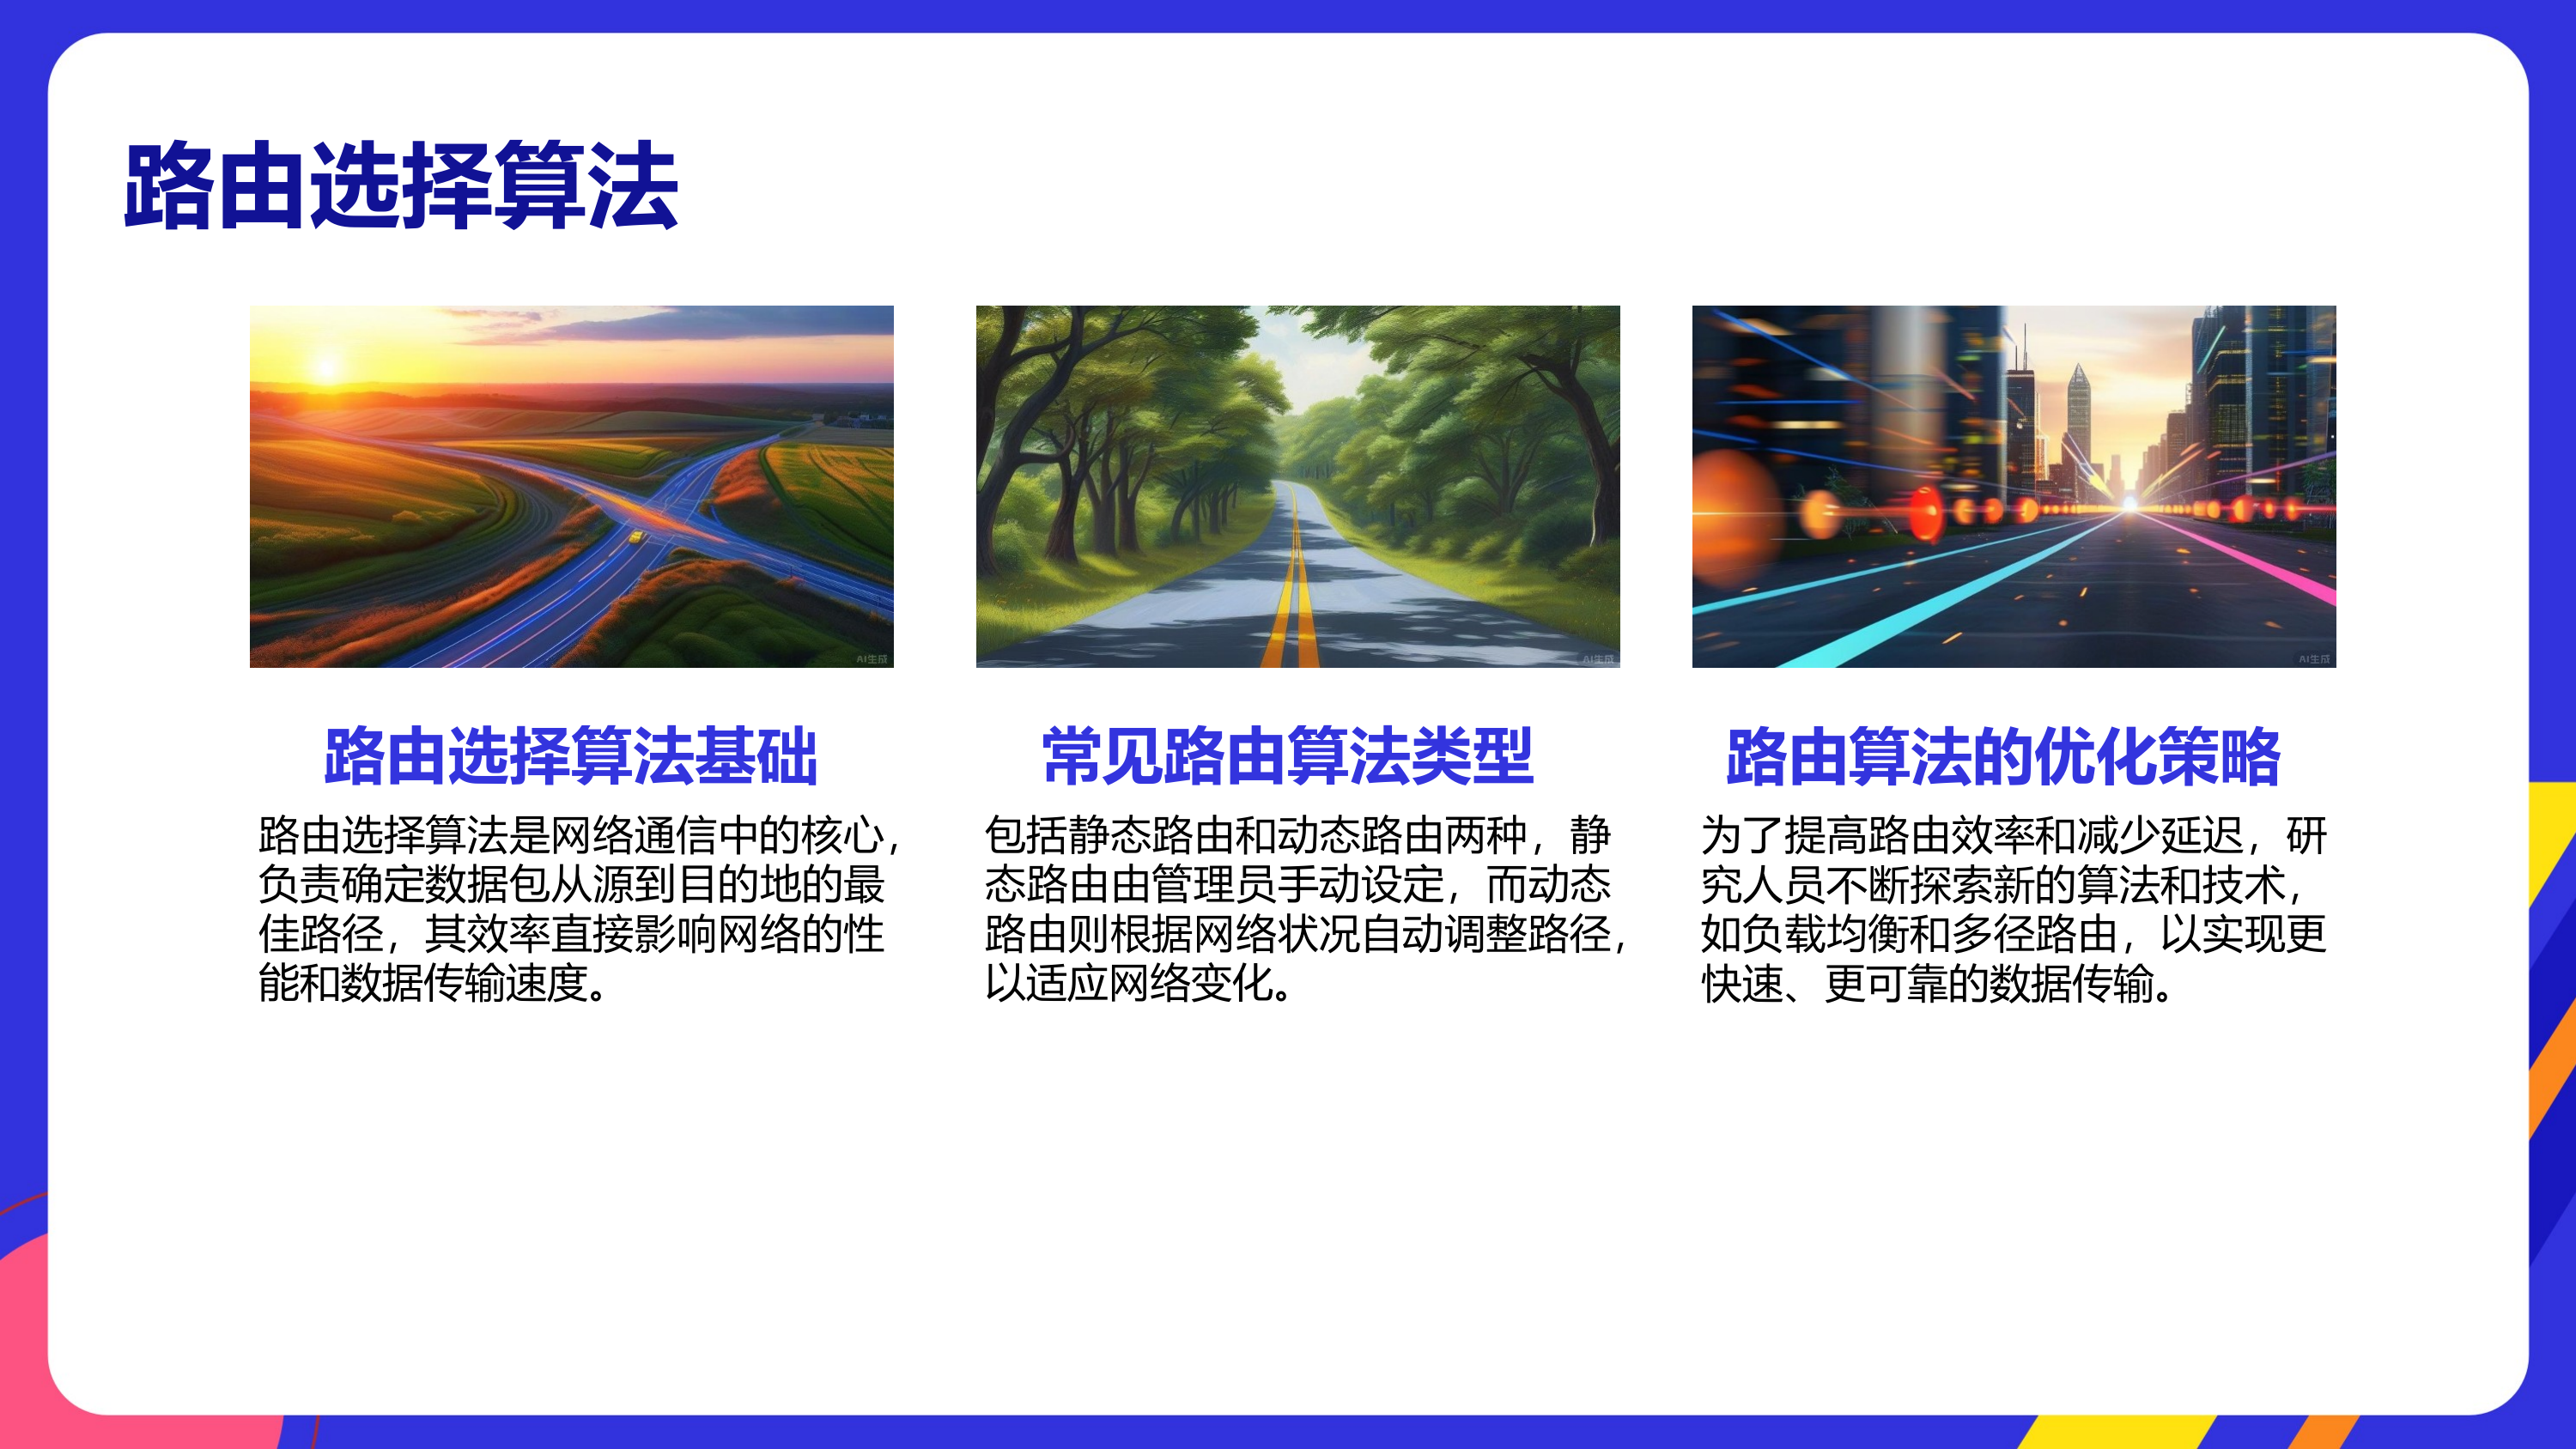 路由选择算法
AI生成
AI生成
AI生成
路由选择算法基础
路由选择算法是网络通信中的核心，
负责确定数据包从源到目的地的最
佳路径，其效率直接影响网络的性
能和数据传输速度。
常见路由算法类型
包括静态路由和动态路由两种，静
态路由由管理员手动设定，而动态
路由则根据网络状况自动调整路径，
以适应网络变化。
路由算法的优化策略
为了提高路由效率和减少延迟，研
究人员不断探索新的算法和技术，
如负载均衡和多径路由，以实现更
快速、更可靠的数据传输。